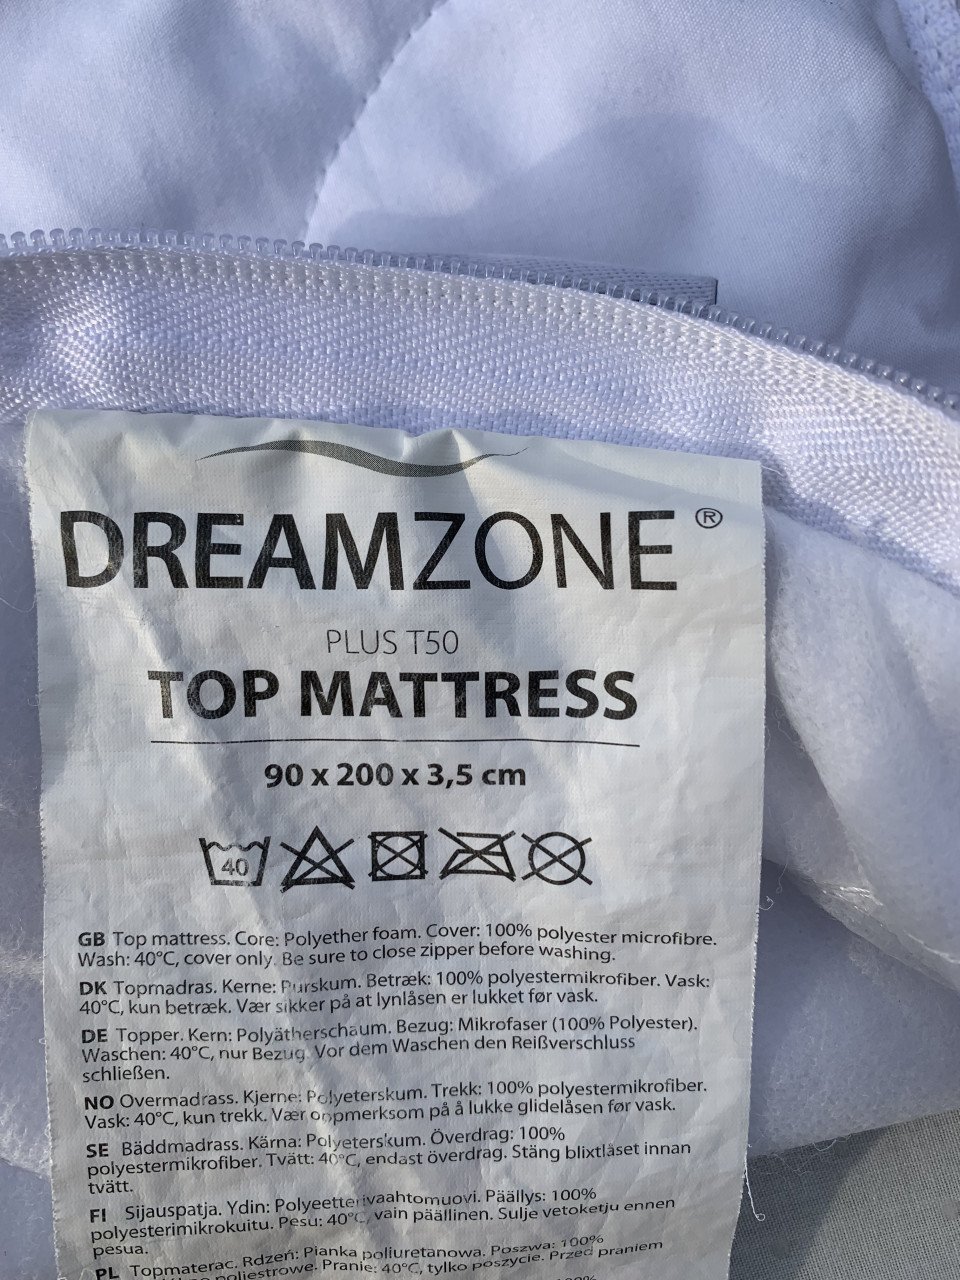 DREAMZONE®
PLUS T50
TOP MATTRESS
90 x 200 x 3,5 cm
40
GB Top mattress. Core: Polyether foam. Cover: 100% polyester microfibre.
Wash: 40°C, cover only. Be sure to close zipper before washing.
DK Topmadras. Kerne: Purskum. Betræk: 100% polyestermikrofiber. Vask:
40°C, kun betræk. Vær sikker på at lynlåsen er lukket før vask.
DE Topper. Kern: Polyätherschaum. Bezug: Mikrofaser (100% Polyester).
Waschen: 40°C, nur Bezug. Vor dem Waschen den Reißverschluss
schließen.
NO Overmadrass. Kjerne: Polyeterskum. Trekk: 100% polyestermikrofiber.
Vask: 40°C, kun trekk. Vær oppmerksom på å lukke glidelåsen før vask.
SE Bäddmadrass. Kärna: Polyeterskum. Överdrag: 100%
polyestermikrofiber. Tvätt: 40°C, endast överdrag. Stäng blixtlåset innan
tvätt.
FI Sijauspatja. Ydin: Polyeetterivaahtomuovi. Päällys: 100%
polyesterimikrokuitu. Pesu: 40°C, vain päällinen. Sulje vetoketju ennen
pesua.
PL Topmaterac. Rdzeń: Pianka poliuretanowa. Poszwa: 100%
poliestrowe. Pranie: 40°C, tylko poszycie. Przed praniem
100%